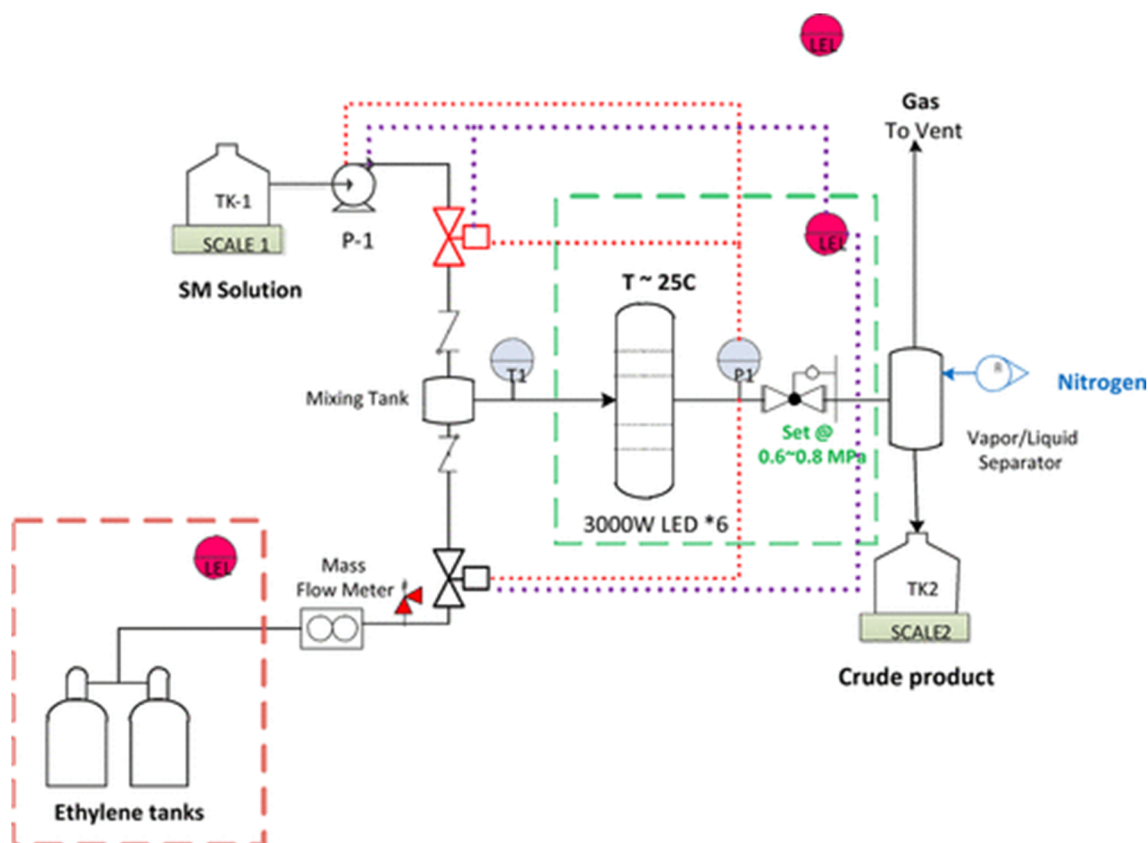 LEL
Gas
To Vent
TK-1
SCALE 1
P-1
SM Solution
LEL
T ~ 25C
Mixing Tank
T1
P1
R
Nitrogen
Set @
0.6~0.8 MPa
Vapor/Liquid
Separator
3000W LED *6
LEL
Mass
Flow Meter
TK2
SCALE2
Crude product
Ethylene tanks